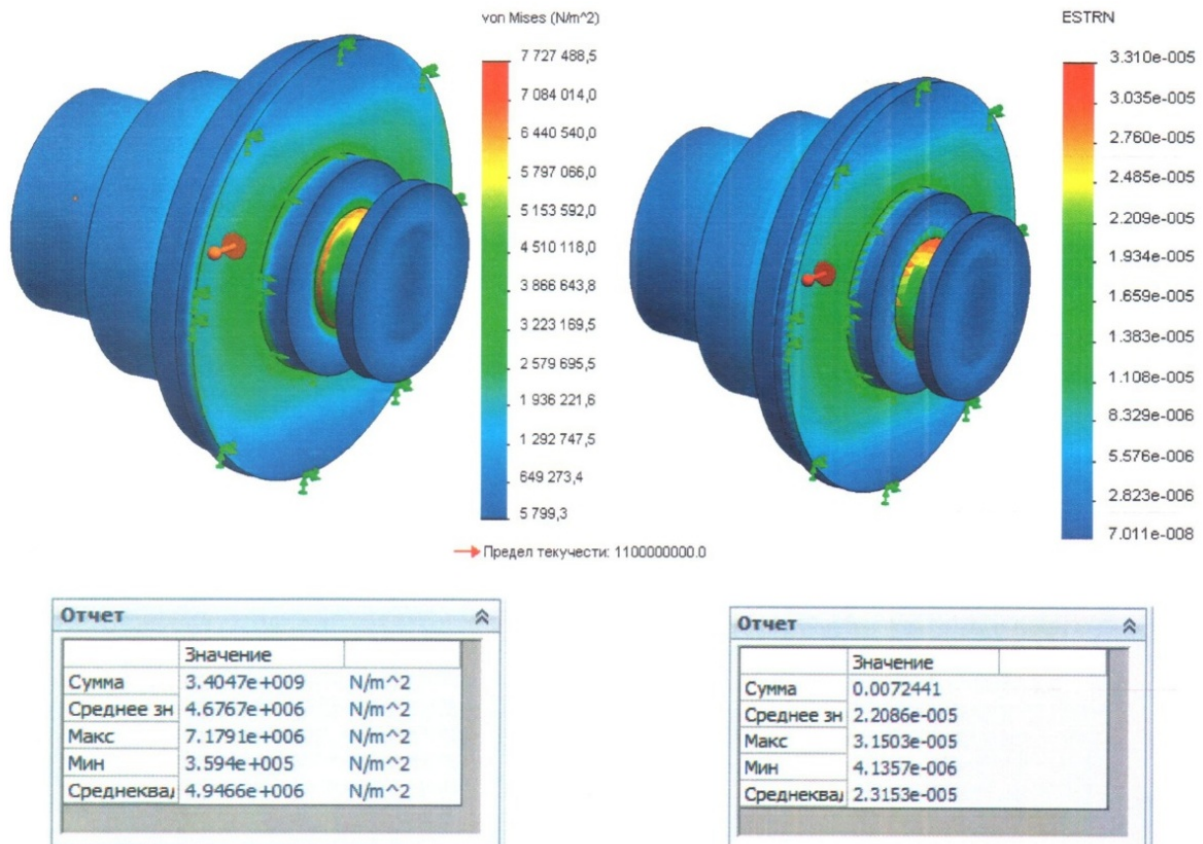 von Mises (N/m^2)
7 727 488,5
7 084 014,0
6 440 540,0
5 797 066,0
5 153 592,0
4 510 118,0
3 866 643,8
3 223 169,5
2 579 695,5
1 936 221,6
1 292 747,5
649 273,4
5 799,3
Предел текучести: 1100000000.0
ESTRN
3.310e-005
3.035e-005
2.760e-005
2.485e-005
2.209e-005
1.934e-005
1.659e-005
1.383e-005
1.108e-005
8.329e-006
5.576e-006
2.823e-006
7.011e-008
Отчет
Значение
Сумма 3.4047e+009 N/m^2
Среднее зн 4.6767e+006 N/m^2
Макс 7.1791e+006 N/m^2
Мин 3.594e+005 N/m^2
Среднеквад 4.9466e+006 N/m^2
Отчет
Значение
Сумма 0.0072441
Среднее зн 2.2086e-005
Макс 3.1503e-005
Мин 4.1357e-006
Среднеквад 2.3153e-005